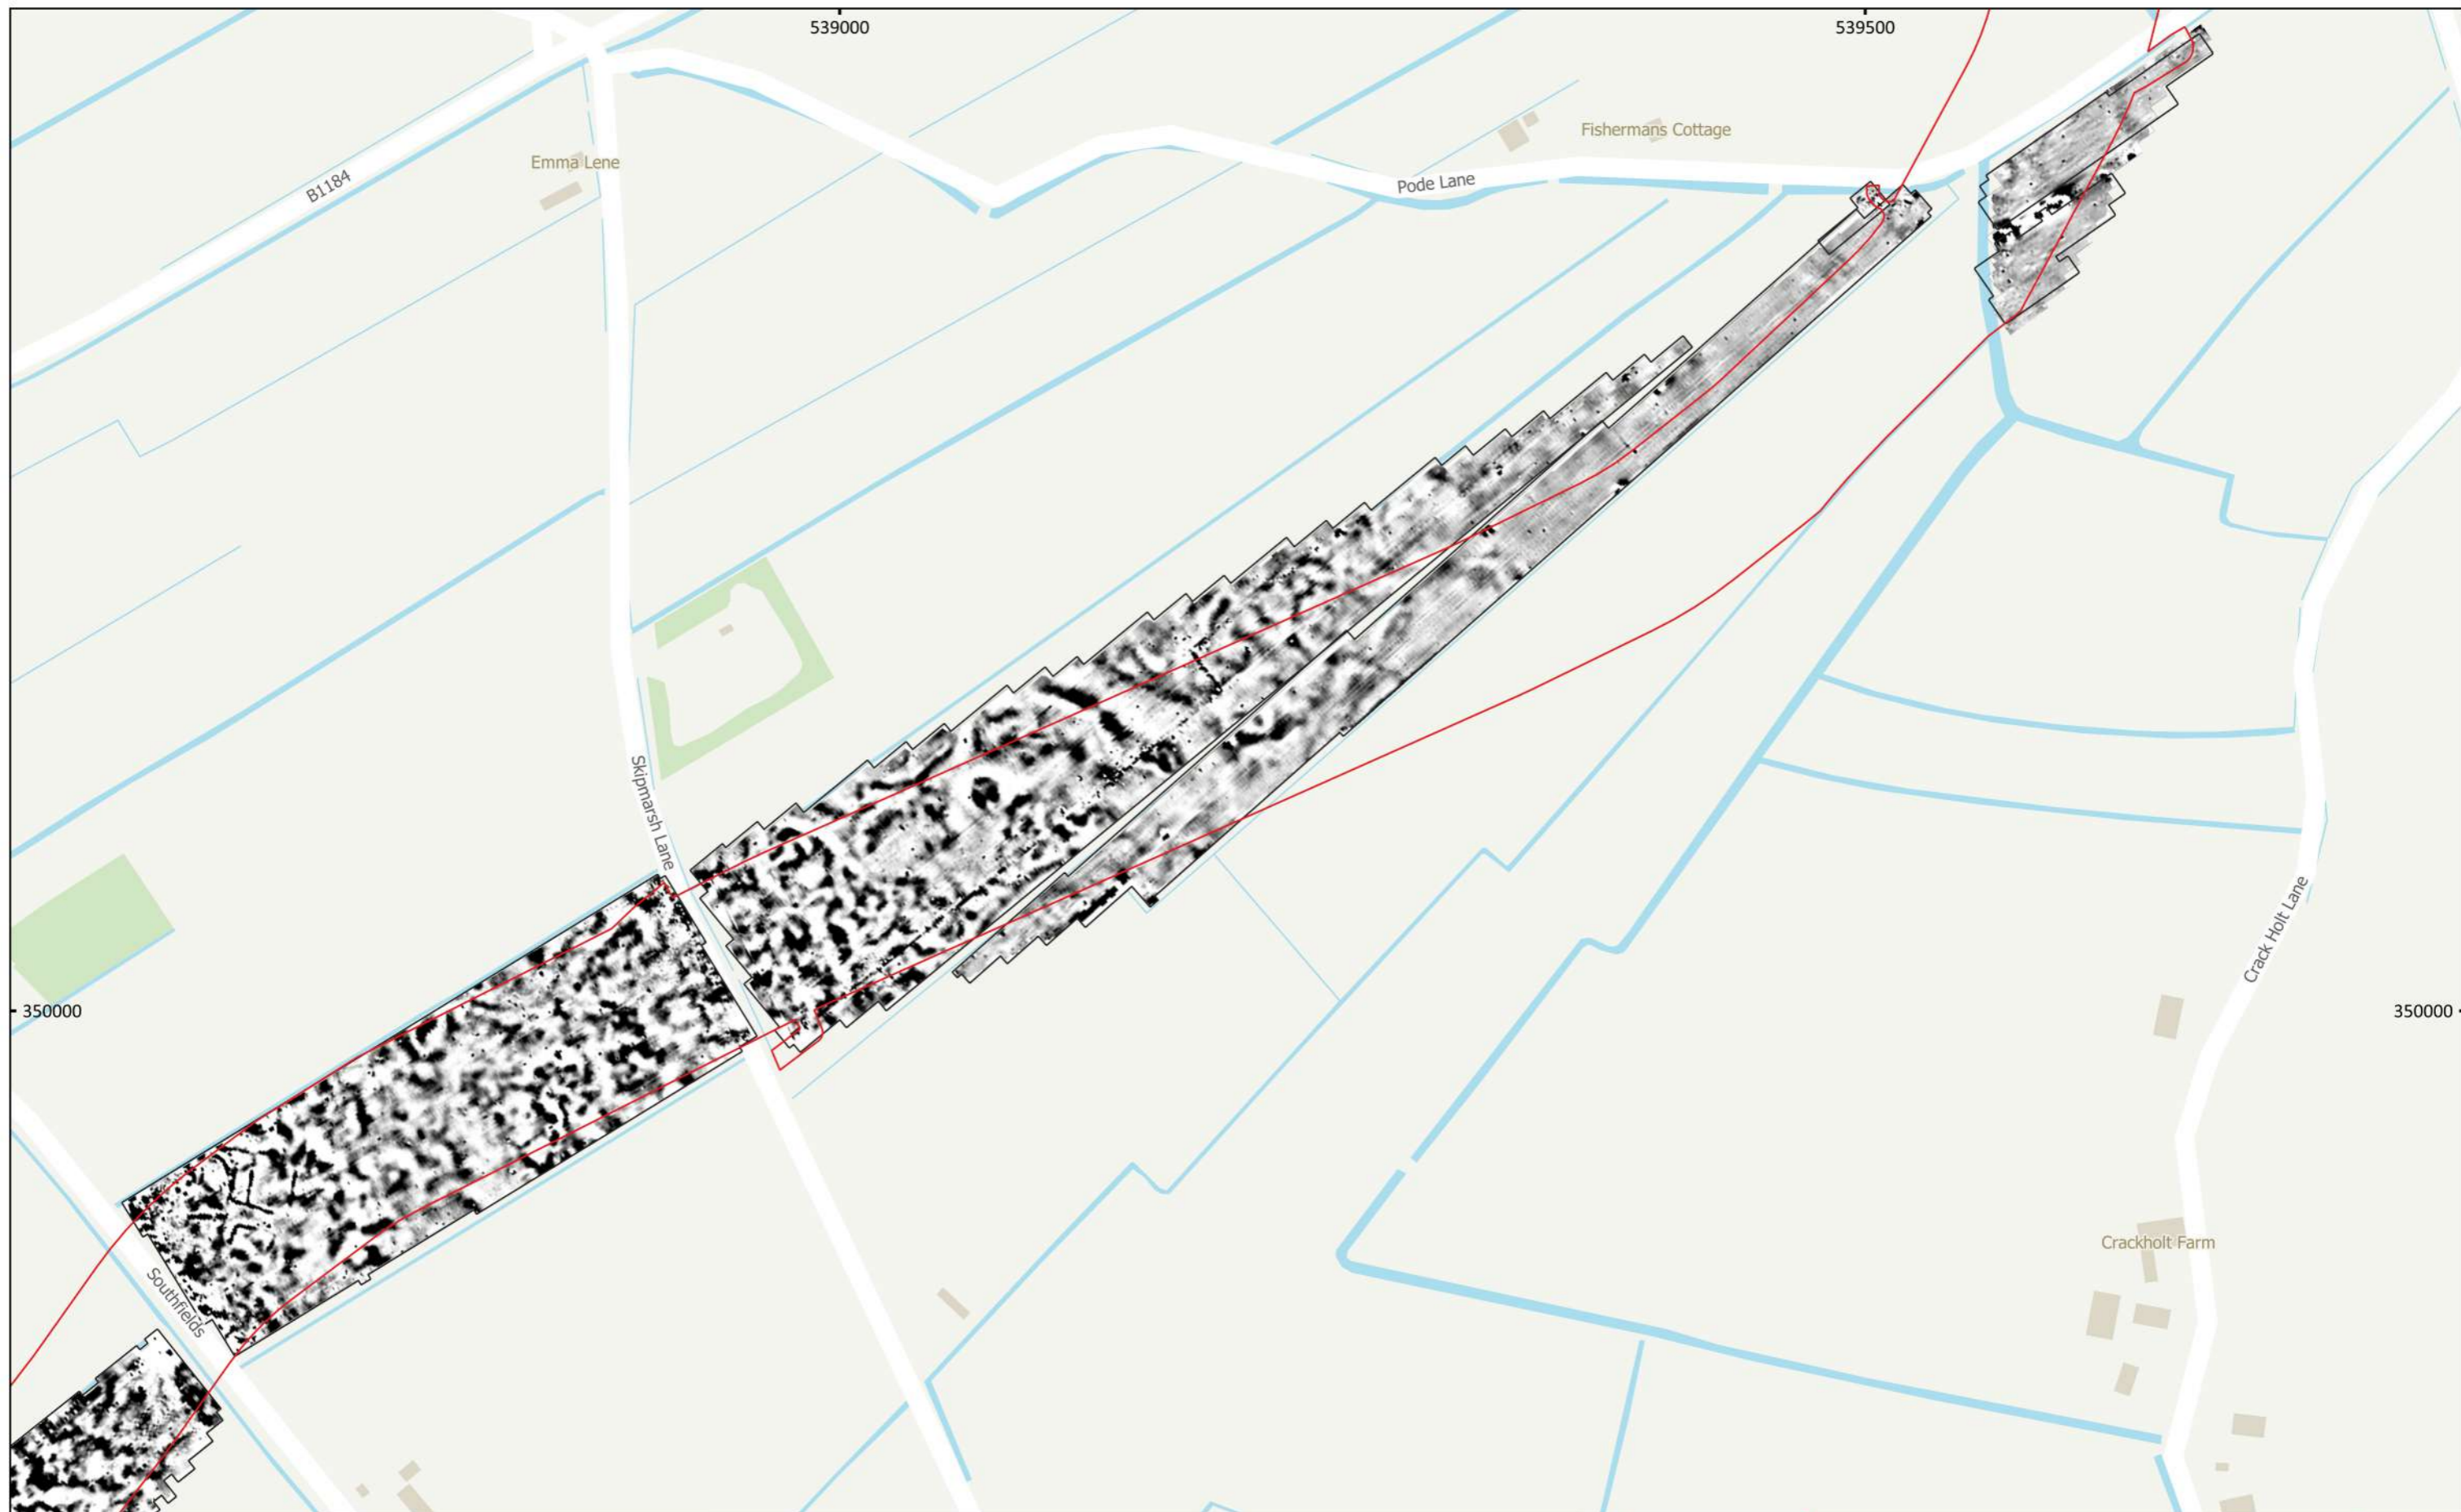 539000
539500
Fishermans Cottage
Emma Lene
B1184
Pode Lane
Skipmarsh Lane
Crack Holt Lane
350000
350000
Crackholt Farm
Southfields